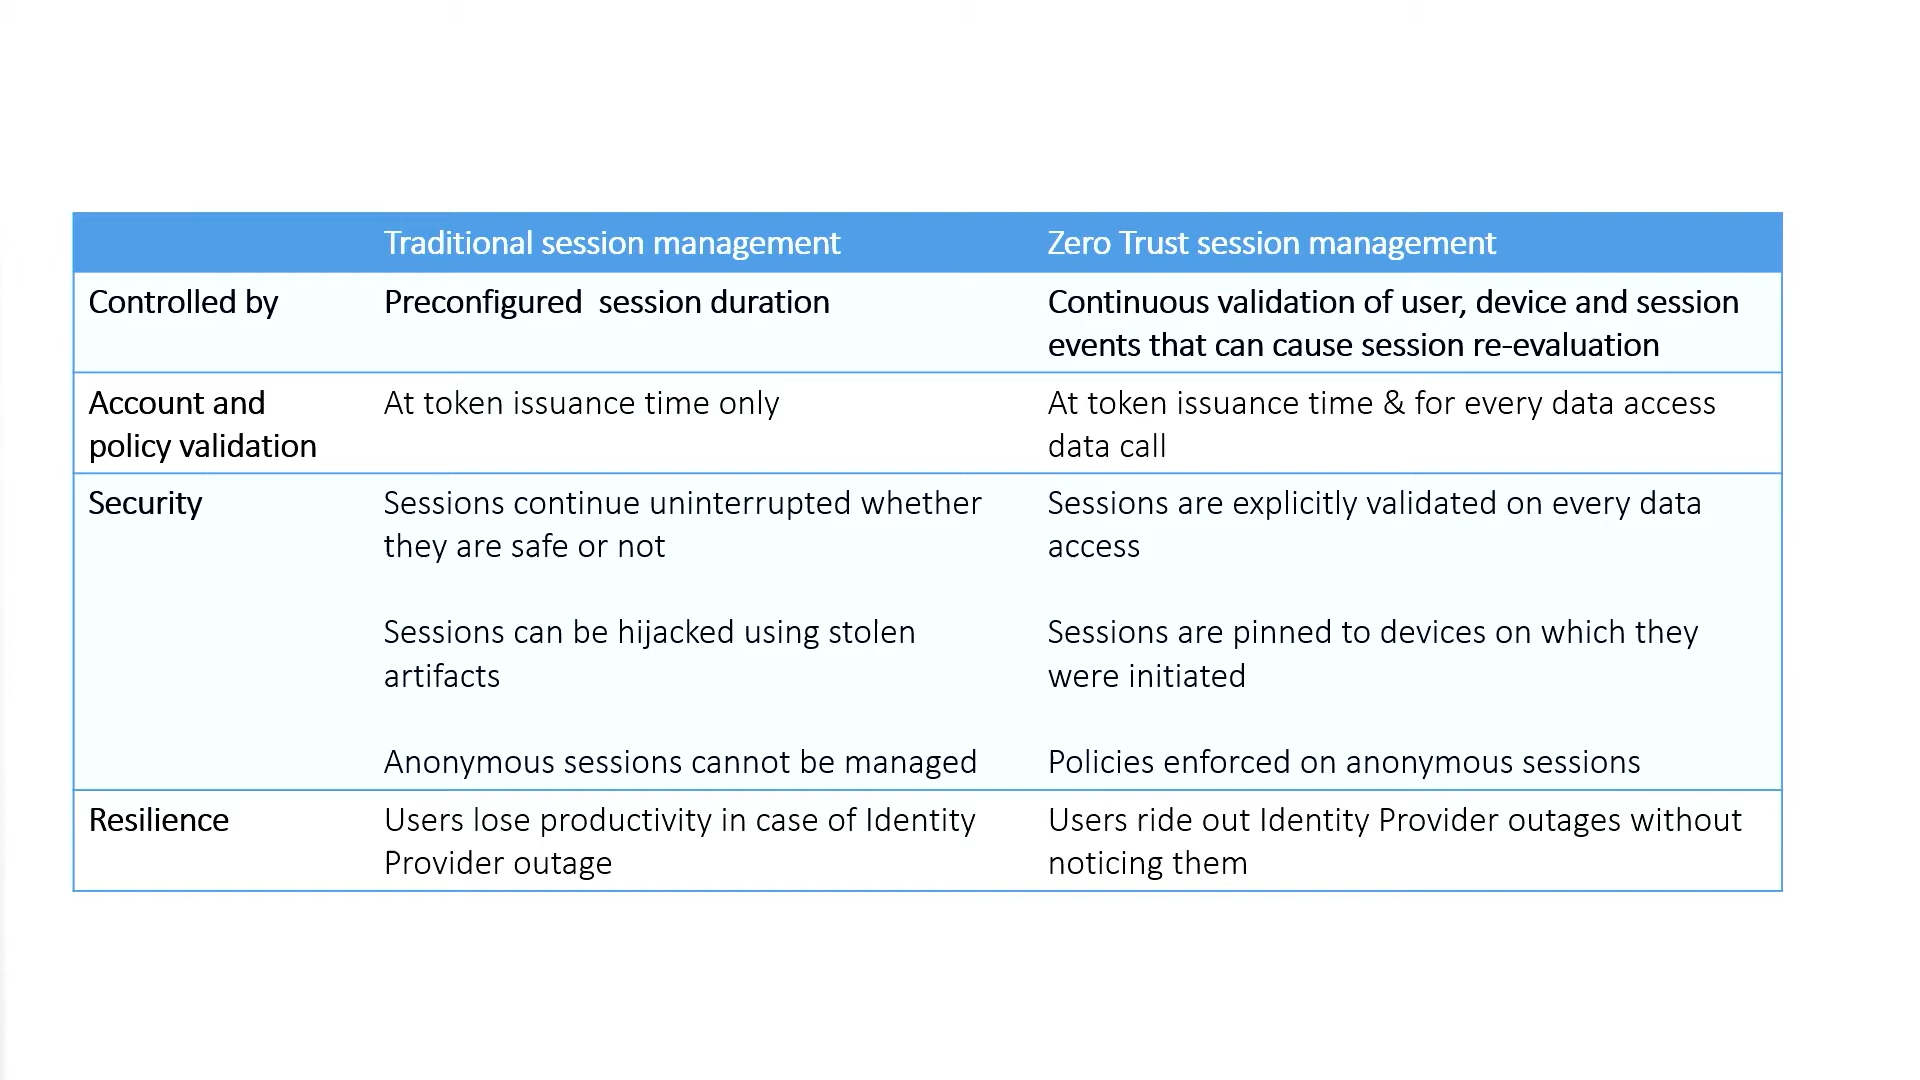 Traditional session management
Zero Trust session management
Controlled by
Preconfigured  session duration
Continuous validation of user, device and session
events that can cause session re-evaluation
Account and
policy validation
At token issuance time only
At token issuance time & for every data access
data call
Security
Sessions continue uninterrupted whether
they are safe or not
Sessions can be hijacked using stolen
artifacts
Anonymous sessions cannot be managed
Sessions are explicitly validated on every data
access
Sessions are pinned to devices on which they
were initiated
Policies enforced on anonymous sessions
Resilience
Users lose productivity in case of Identity
Provider outage
Users ride out Identity Provider outages without
noticing them